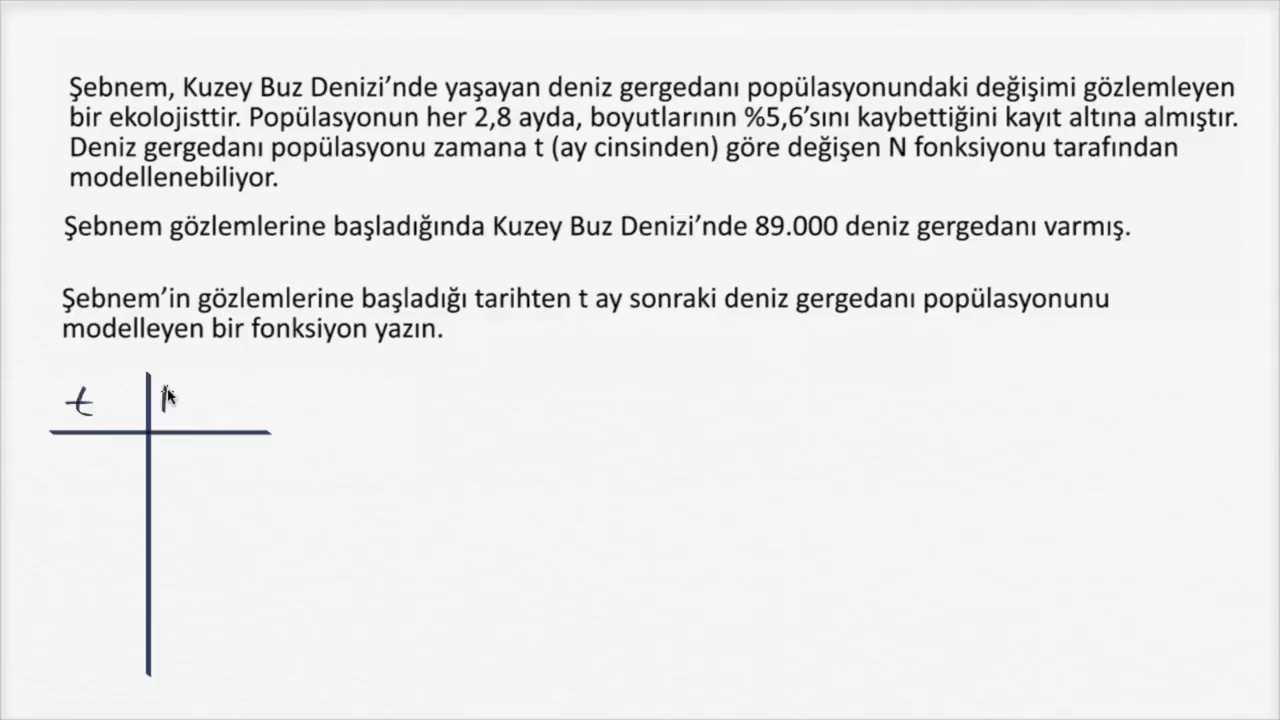 Şebnem, Kuzey Buz Denizi’nde yaşayan deniz gergedanı popülasyonundaki değişimi gözlemleyen
bir ekolojisttir. Popülasyonun her 2,8 ayda, boyutlarının %5,6’sını kaybettiğini kayıt altına almıştır.
Deniz gergedanı popülasyonu zamana t (ay cinsinden) göre değişen N fonksiyonu tarafından
modellenebiliyor.
Şebnem gözlemlerine başladığında Kuzey Buz Denizi’nde 89.000 deniz gergedanı varmış.
Şebnem’in gözlemlerine başladığı tarihten t ay sonraki deniz gergedanı popülasyonunu
modelleyen bir fonksiyon yazın.
t